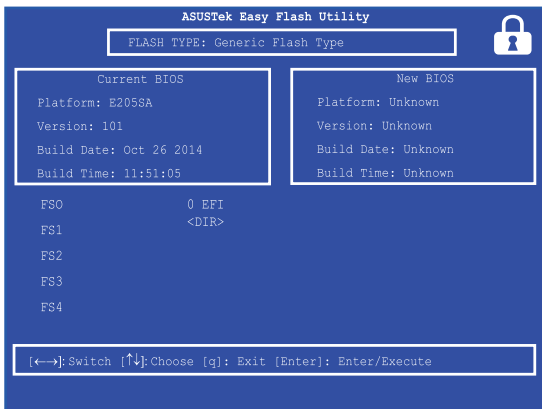 ASUSTek Easy Flash Utility
FLASH TYPE: Generic Flash Type
Current BIOS
Platform: E205SA
Version: 101
Build Date: Oct 26 2014
Build Time: 11:51:05
New BIOS
Platform: Unknown
Version: Unknown
Build Date: Unknown
Build Time: Unknown
FS0 0 EFI
<DIR>
FS1
FS2
FS3
FS4
[←→]: Switch [↑↓]: Choose [q]: Exit [Enter]: Enter/Execute